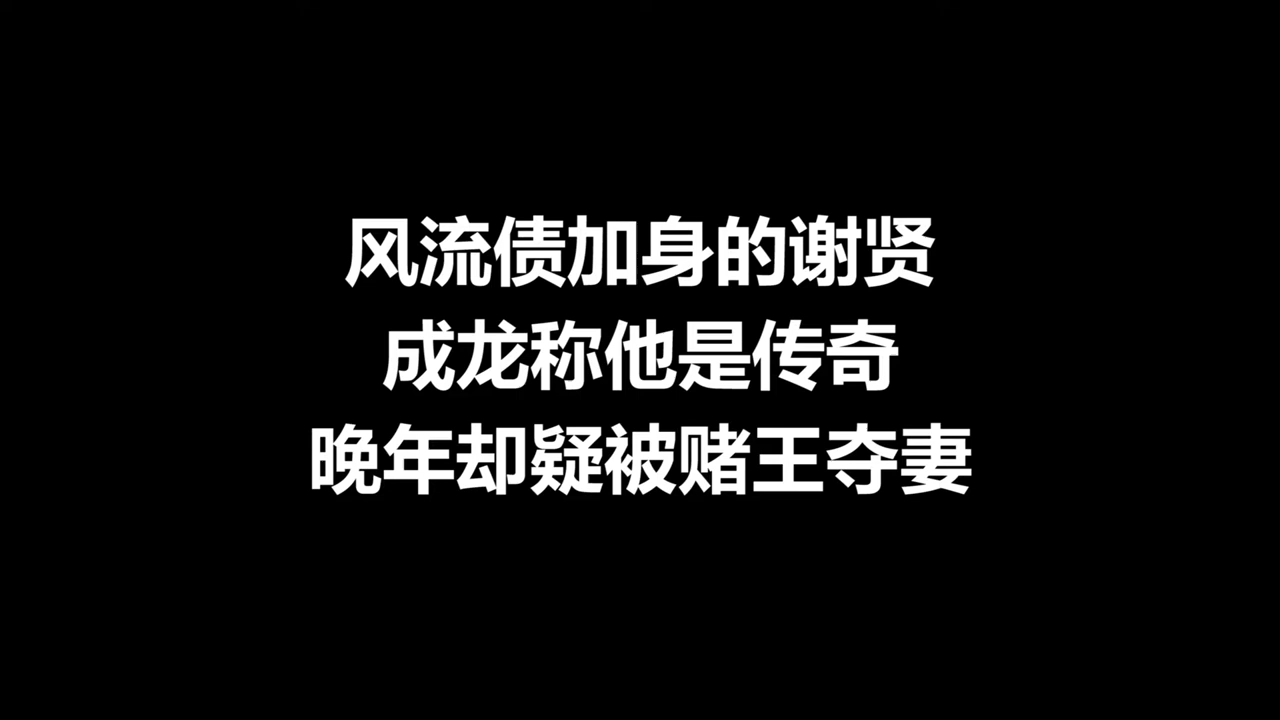 风流债加身的谢贤
成龙称他是传奇
晚年却疑被赌王夺妻